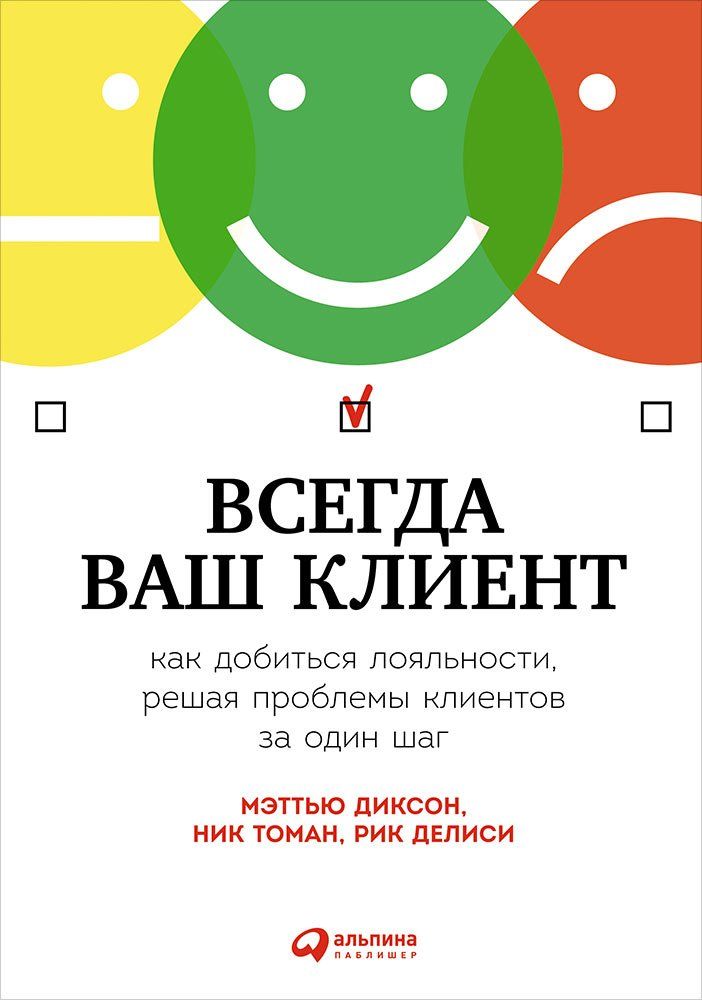 ВСЕГДА
ВАШ КЛИЕНТ
как добиться лояльности,
решая проблемы клиентов
за один шаг
МЭТТЬЮ ДИКСОН,
НИК ТОМАН, РИК ДЕЛИСИ
альпина
ПАБЛИШЕР